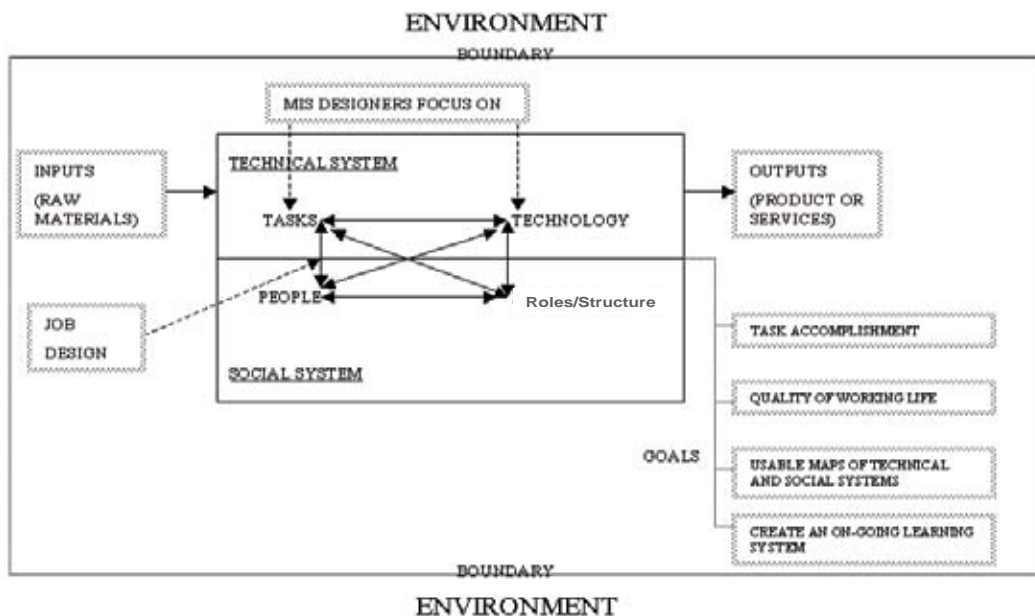 ENVIRONMENT
BOUNDARY
MIS DESIGNERS FOCUS ON
INPUTS
(RAW
MATERIALS)
TECHNICAL SYSTEM
TASKS
TECHNOLOGY
OUTPUTS
(PRODUCT OR
SERVICES)
PEOPLE
Roles/Structure
JOB
DESIGN
SOCIAL SYSTEM
TASK ACCOMPLISHMENT
QUALITY OF WORKING LIFE
GOALS
USABLE MAPS OF TECHNICAL
AND SOCIAL SYSTEMS
CREATE AN ON-GOING LEARNING
SYSTEM
BOUNDARY
ENVIRONMENT